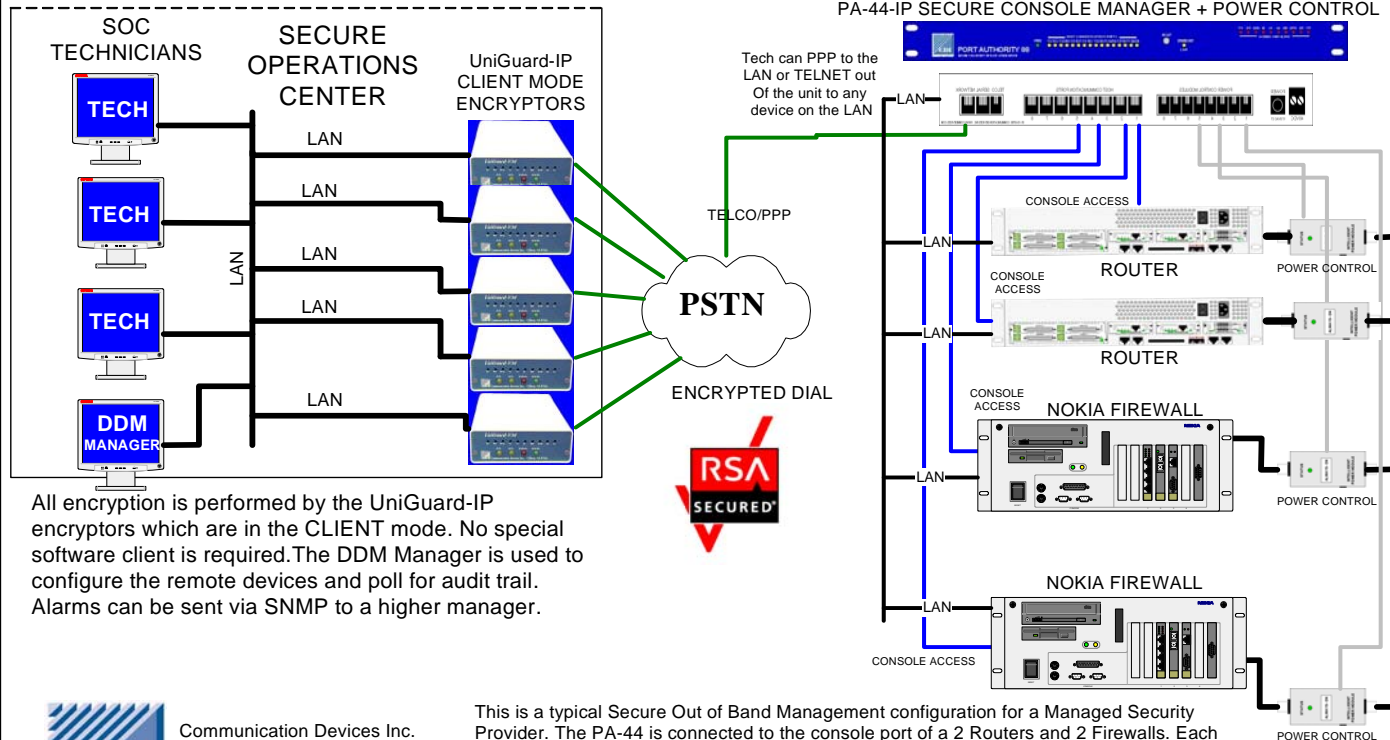 PA-44-IP SECURE CONSOLE MANAGER + POWER CONTROL
SOC
TECHNICIANS
SECURE
OPERATIONS
CENTER
UniGuard-IP
CLIENT MODE
ENCRYPTORS
Tech can PPP to the
LAN or TELNET out
Of the unit to any
device on the LAN
PORT AUTHORITY 88
LAN
TECH
LAN
TECH
LAN
LAN
LAN
TECH
LAN
DDM
MANAGER
LAN
TELCO/PPP
PSTN
ENCRYPTED DIAL
RSA
SECURED
CONSOLE ACCESS
LAN
ROUTER
POWER CONTROL
CONSOLE
ACCESS
LAN
ROUTER
CONSOLE
ACCESS
NOKIA FIREWALL
NOKIA
LAN
POWER CONTROL
NOKIA FIREWALL
NOKIA
LAN
CONSOLE ACCESS
POWER CONTROL
All encryption is performed by the UniGuard-IP
encryptors which are in the CLIENT mode. No special
software client is required.The DDM Manager is used to
configure the remote devices and poll for audit trail.
Alarms can be sent via SNMP to a higher manager.
Communication Devices Inc.
This is a typical Secure Out of Band Management configuration for a Managed Security
Provider. The PA-44 is connected to the console port of a 2 Routers and 2 Firewalls. Each